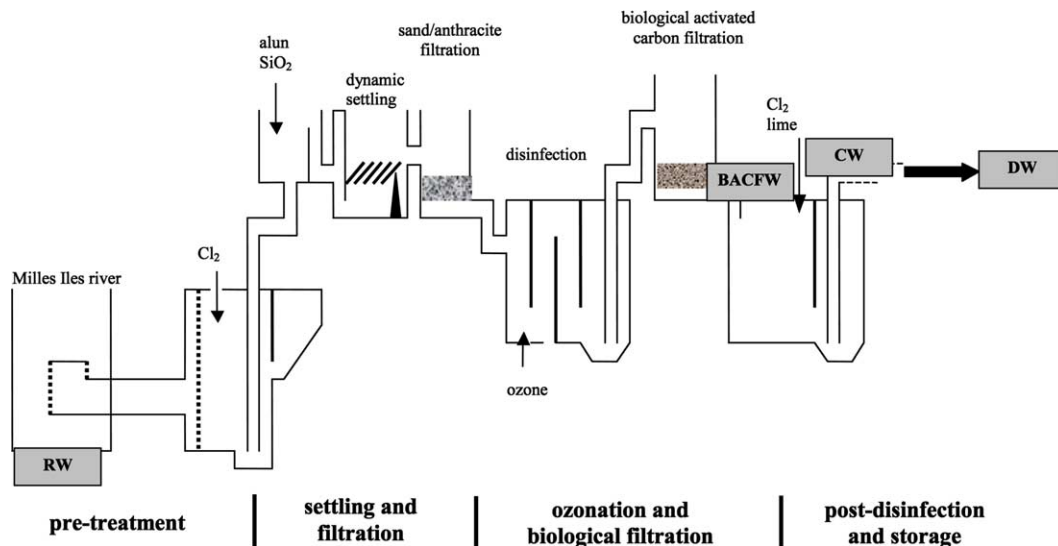 biological activated
carbon filtration
sand/anthracite
filtration
alun
SiO₂
dynamic
settling
Cl₂
lime
disinfection
CW
BACFW
DW
Cl₂
Milles Iles river
ozone
RW
pre-treatment
settling and
filtration
ozonation and
biological filtration
post-disinfection
and storage